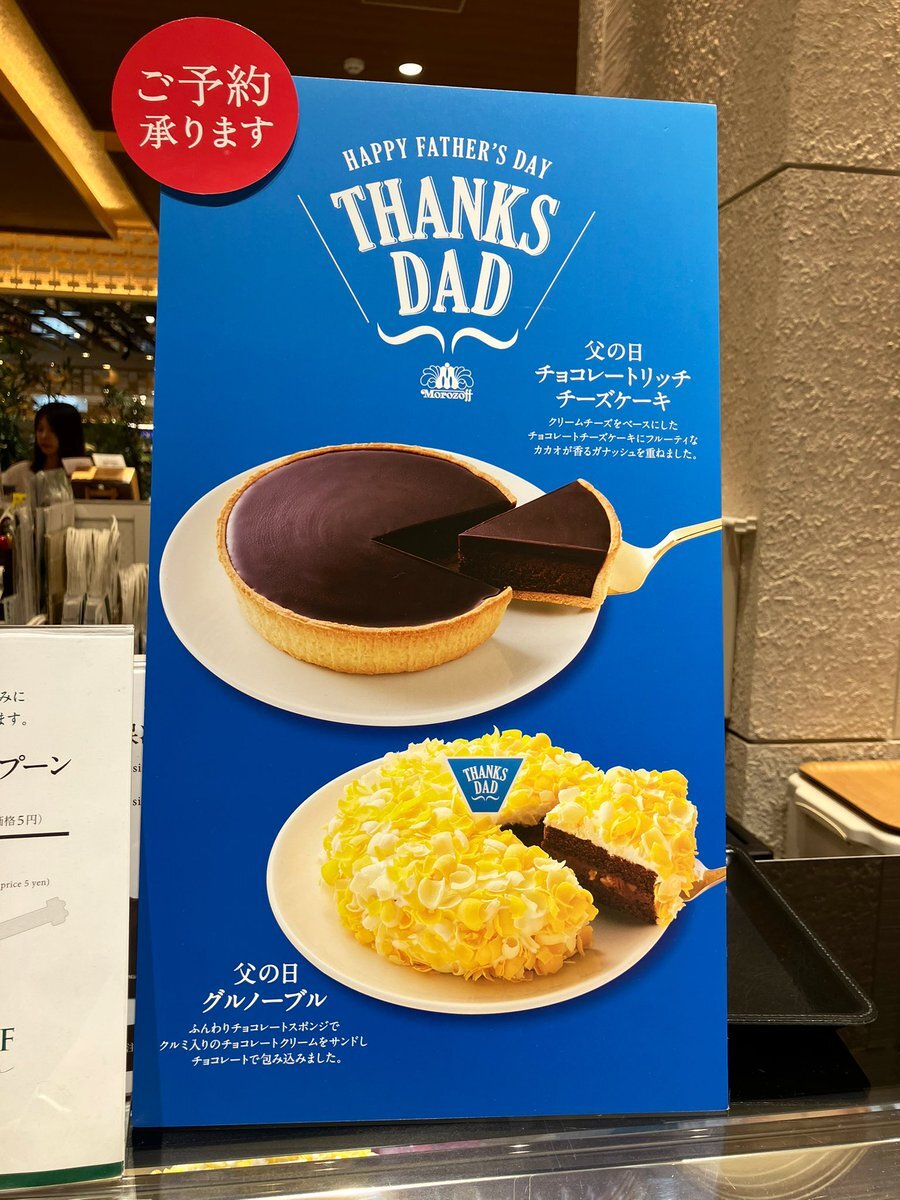 ご予約
承ります
HAPPY FATHER'S DAY
THANKS
DAD
Morozoff
父の日
チョコレートリッチ
チーズケーキ
クリームチーズをベースにした
チョコレートチーズケーキにフルーティな
カカオが香るガナッシュを重ねました。
THANKS
DAD
父の日
グルノーブル
ふんわりチョコレートスポンジで
クルミ入りのチョコレートクリームをサンドし
チョコレートで包み込みました。
みに
ます。
プーン
価格5円）
price 5 yen)
F